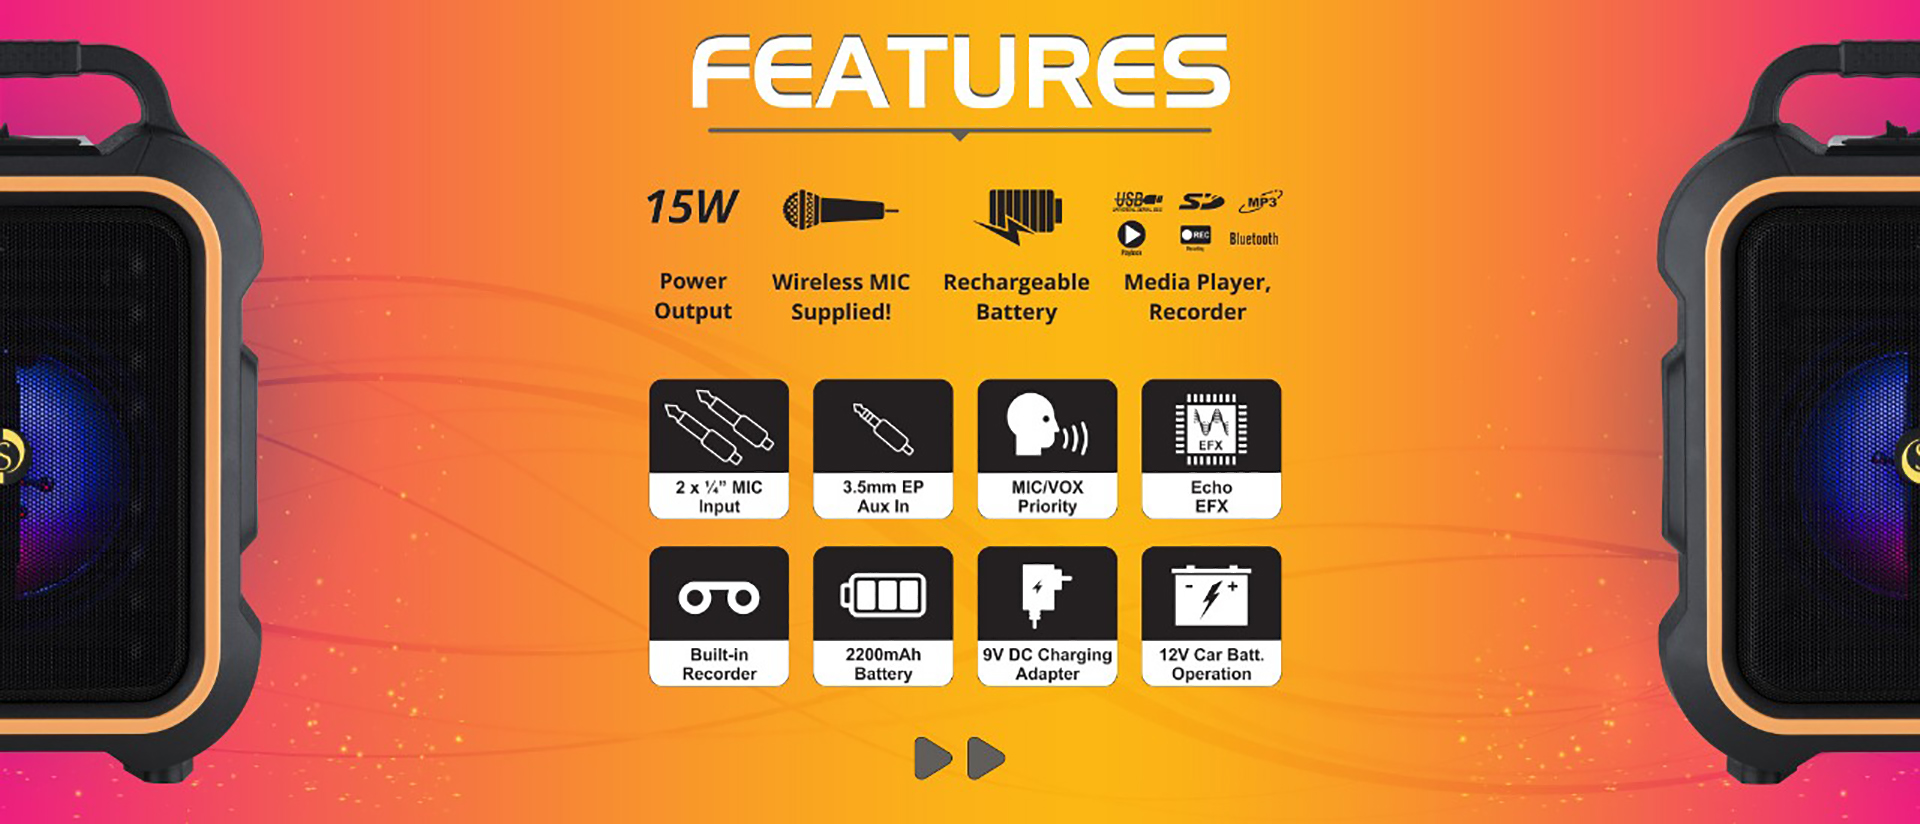 FEATURES
15W
USB
SD
MP3
REC
Bluetooth
Playback
Recording
Power
Output
Wireless MIC
Supplied!
Rechargeable
Battery
Media Player,
Recorder
EFX
2 x ¼” MIC
Input
3.5mm EP
Aux In
MIC/VOX
Priority
Echo
EFX
Built-in
Recorder
2200mAh
Battery
9V DC Charging
Adapter
12V Car Batt.
Operation